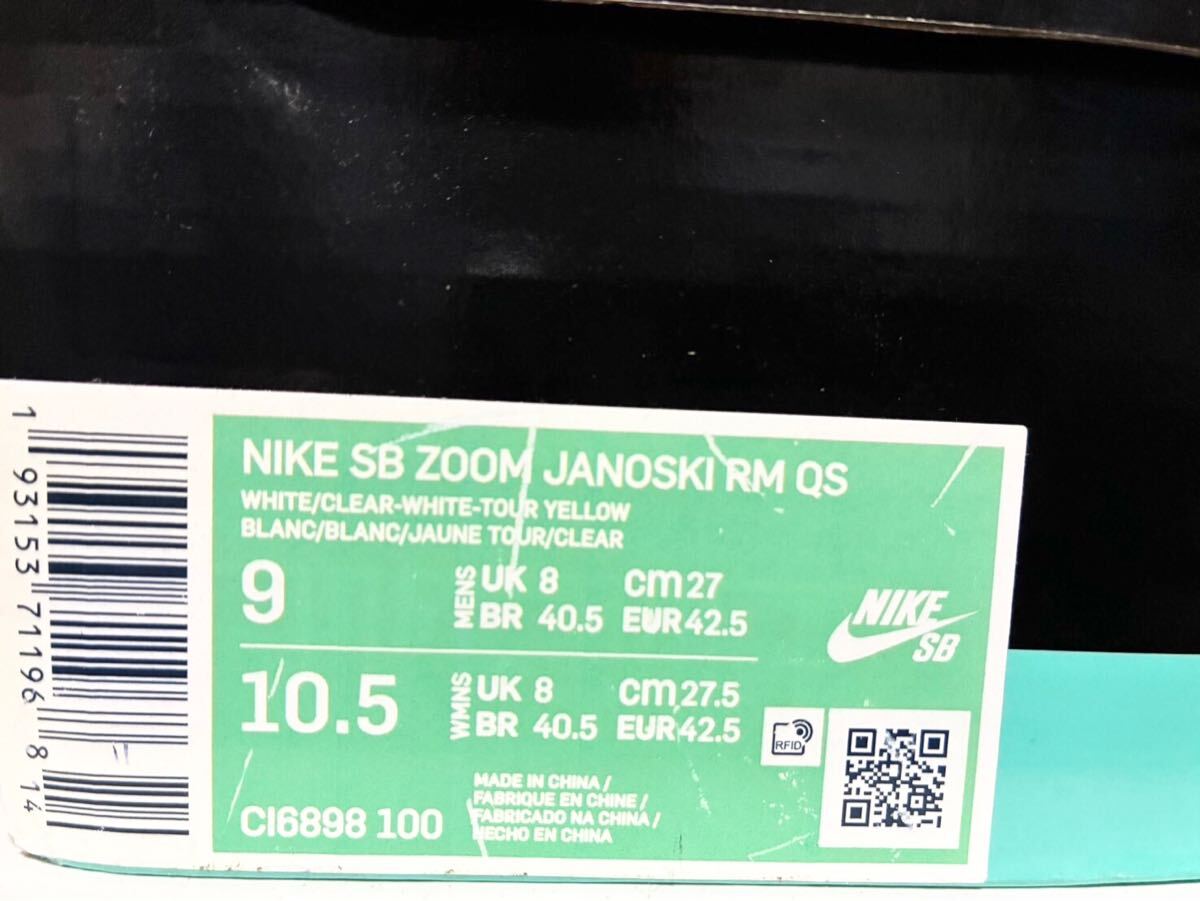 NIKE SB ZOOM JANOSKI RM QS
WHITE/CLEAR-WHITE-TOUR YELLOW
BLANC/BLANC/JAUNE TOUR/CLEAR
9
MENS
UK 8 cm 27
BR 40.5 EUR 42.5
10.5
WMNS
UK 8 cm 27.5
BR 40.5 EUR 42.5
NIKE
SB
RFID
CI6898 100
MADE IN CHINA /
FABRIQUE EN CHINE /
FABRICADO NA CHINA /
HECHO EN CHINA
1 93153 71196 8 14